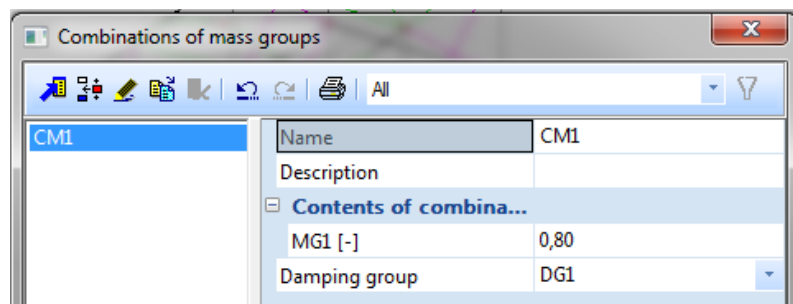 Combinations of mass groups
All
CM1
Name CM1
Description
Contents of combina...
MG1 [-] 0,80
Damping group DG1